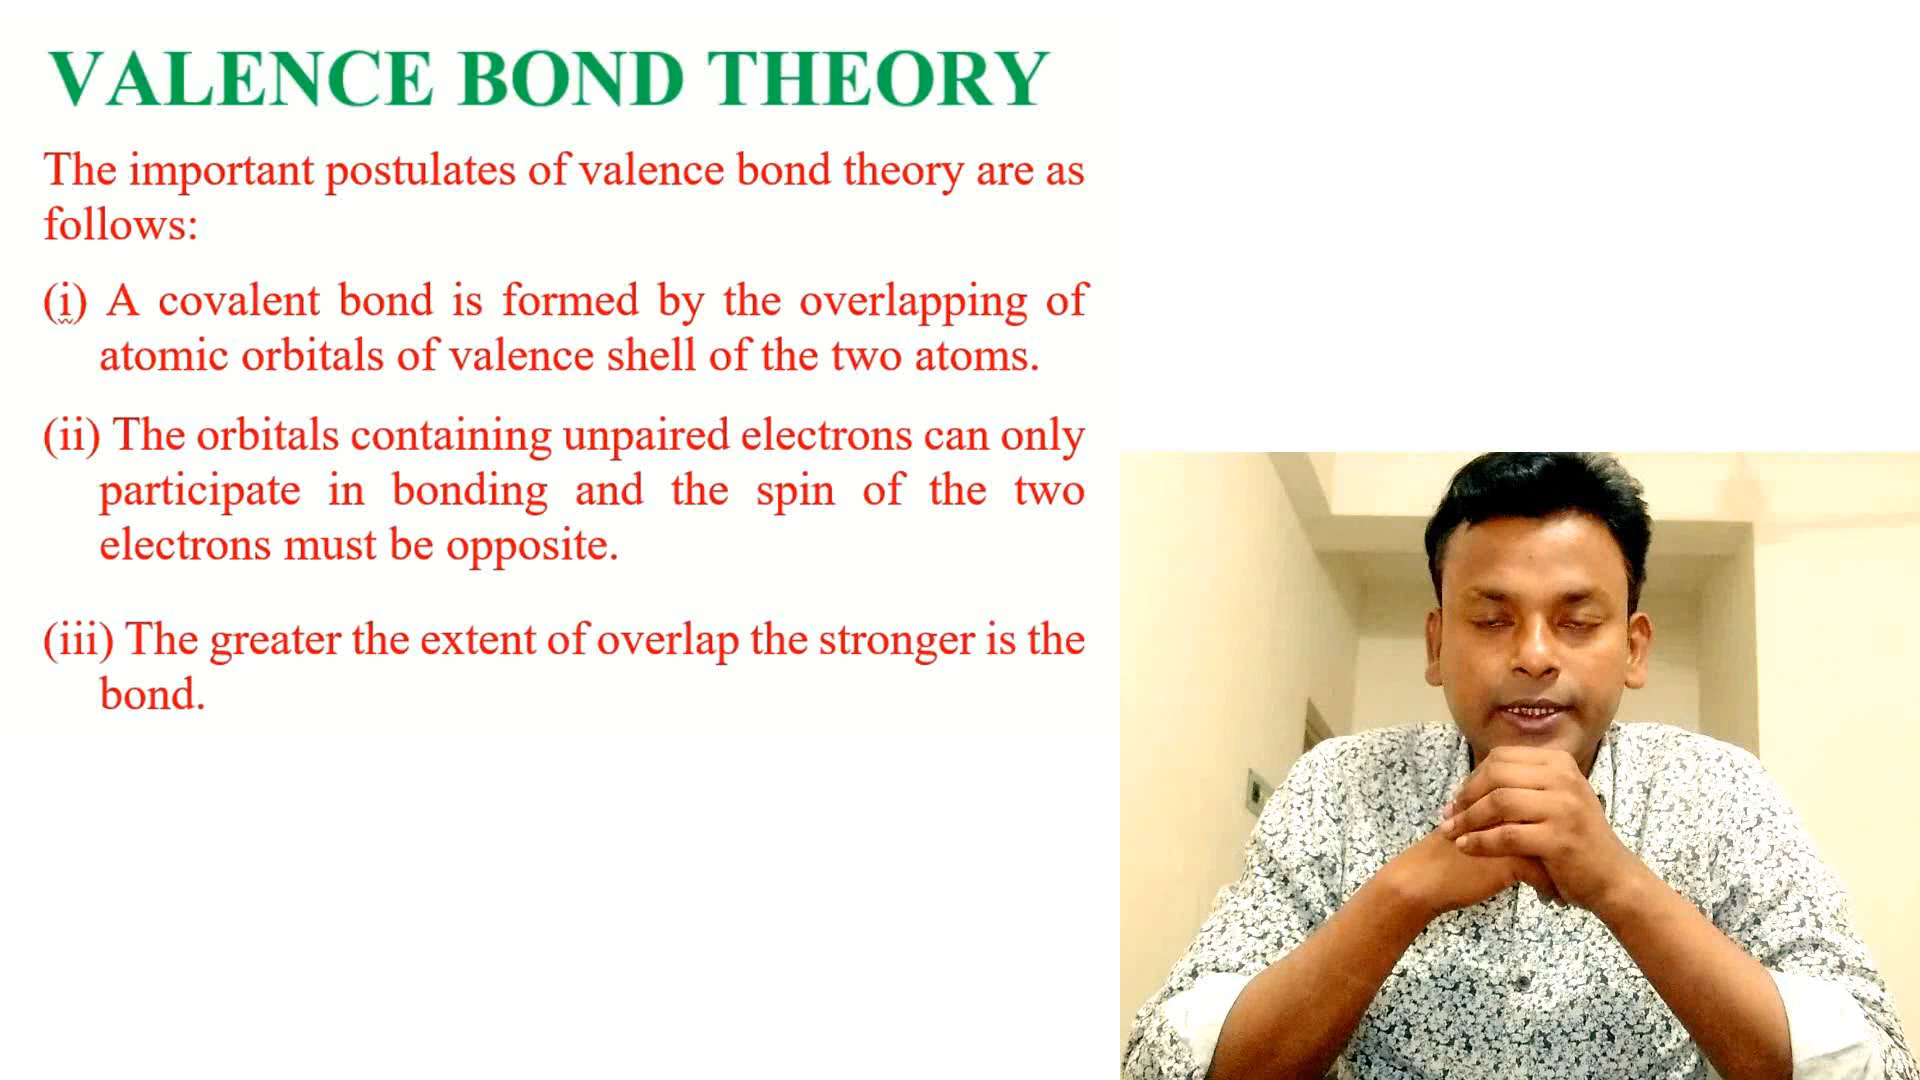 VALENCE BOND THEORY
The important postulates of valence bond theory are as
follows:
(i) A covalent bond is formed by the overlapping of
atomic orbitals of valence shell of the two atoms.
(ii) The orbitals containing unpaired electrons can only
participate in bonding and the spin of the two
electrons must be opposite.
(iii) The greater the extent of overlap the stronger is the
bond.